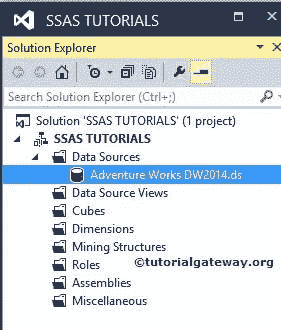 SSAS TUTORIALS
Solution Explorer
Search Solution Explorer (Ctrl+;)
Solution 'SSAS TUTORIALS' (1 project)
SSAS TUTORIALS
Data Sources
Adventure Works DW2014.ds
Data Source Views
Cubes
Dimensions
Mining Structures
Roles
©tutorialgateway.org
Assemblies
Miscellaneous